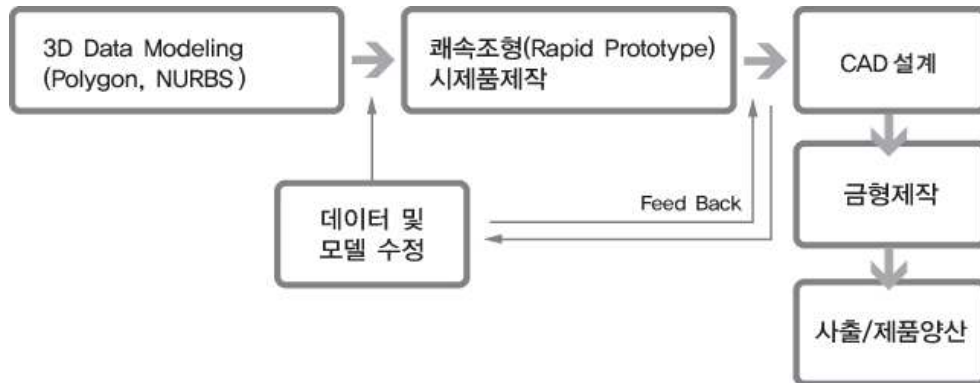 3D Data Modeling
(Polygon, NURBS)
쾌속조형(Rapid Prototype)
시제품제작
CAD 설계
금형제작
데이터 및
모델 수정
Feed Back
사출/제품양산